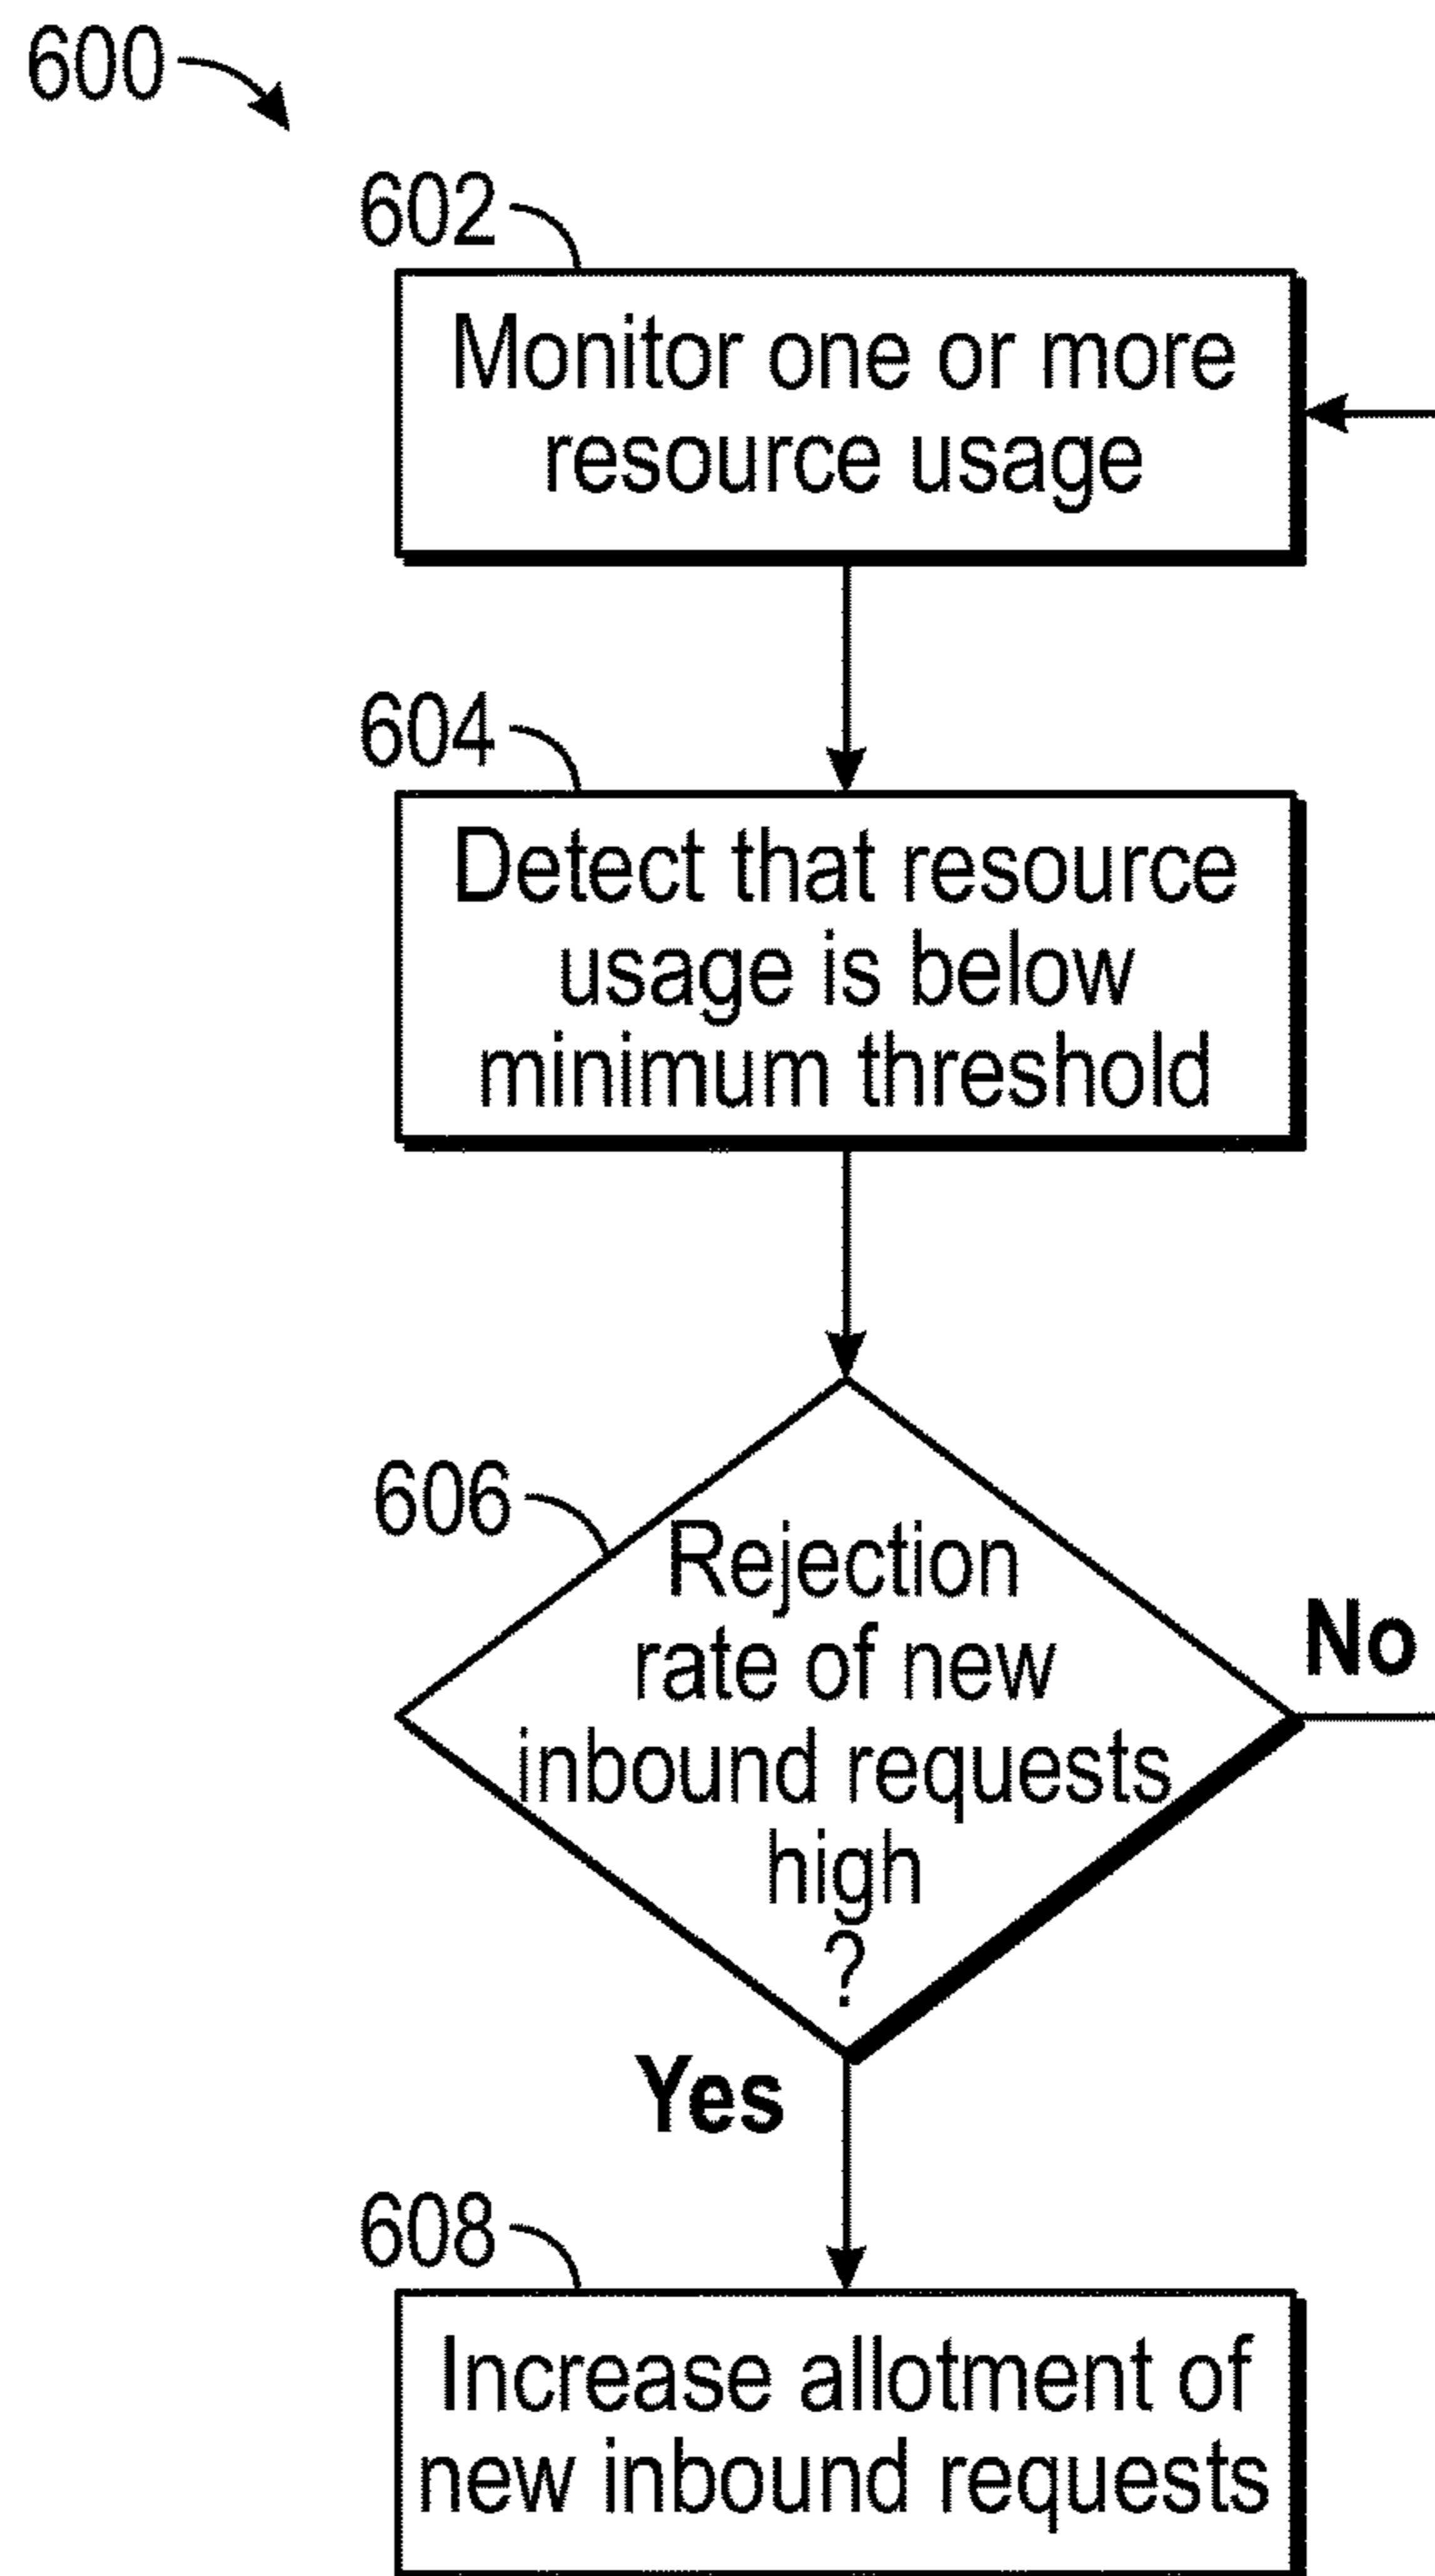 600
602
Monitor one or more
resource usage
604
Detect that resource
usage is below
minimum threshold
606
Rejection
rate of new
inbound requests
high
?
No
Yes
608
Increase allotment of
new inbound requests